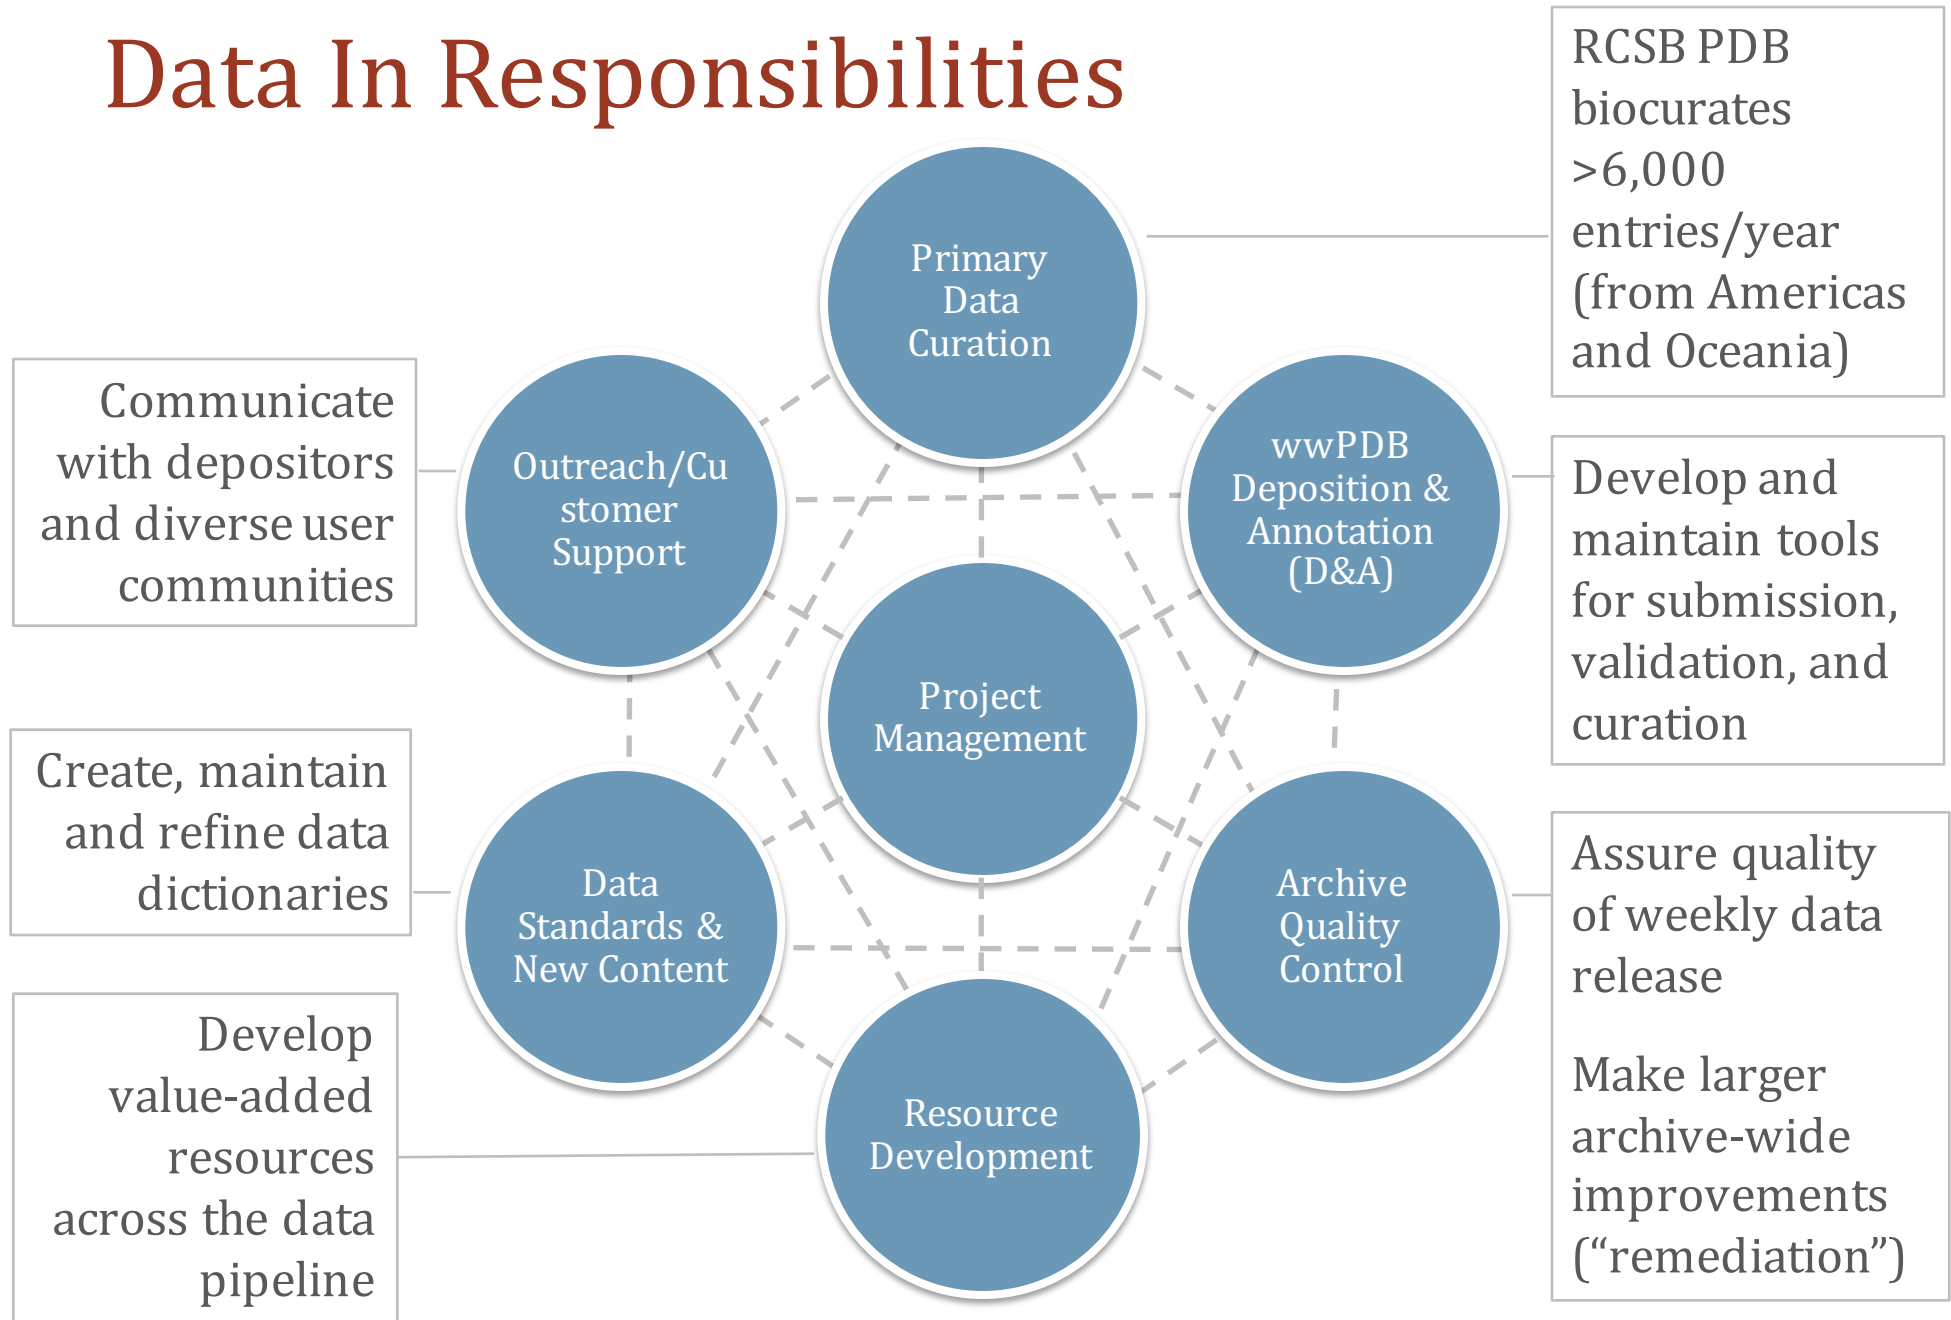 Data In Responsibilities
RCSB PDB
biocurates
>6,000
entries/year
(from Americas
and Oceania)
Primary
Data
Curation
Communicate
with depositors
and diverse user
communities
Outreach/Cu
stomer
Support
wwPDB
Deposition &
Annotation
(D&A)
Develop and
maintain tools
for submission,
validation, and
curation
Project
Management
Create, maintain
and refine data
dictionaries
Data
Standards &
New Content
Archive
Quality
Control
Assure quality
of weekly data
release
Make larger
archive-wide
improvements
(“remediation”)
Develop
value-added
resources
across the data
pipeline
Resource
Development